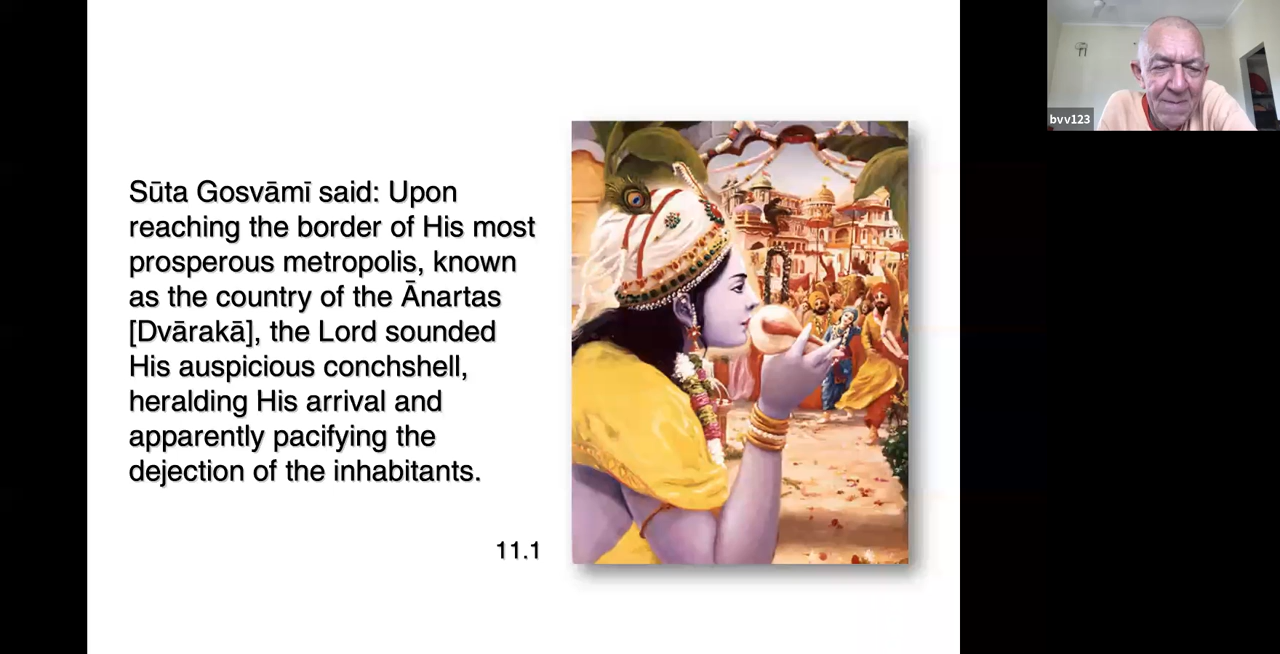 Sūta Gosvāmī said: Upon
reaching the border of His most
prosperous metropolis, known
as the country of the Ānartas
[Dvārakā], the Lord sounded
His auspicious conchshell,
heralding His arrival and
apparently pacifying the
dejection of the inhabitants.
11.1
bvv123